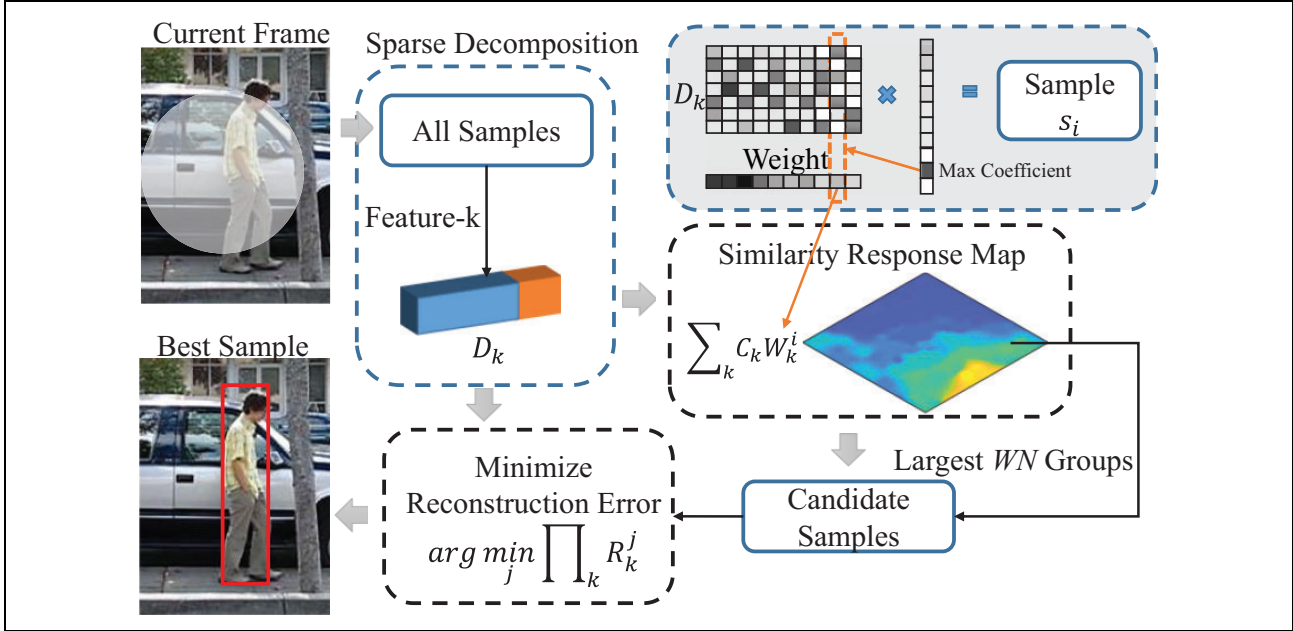 Current Frame
Sparse Decomposition
All Samples
Feature-k
D_k
D_k
Weight
Max Coefficient
Sample
s_i
Similarity Response Map
∑_k C_k W_k^i
Largest WN Groups
Candidate
Samples
Minimize
Reconstruction Error
arg min_j ∏_k R_k^j
Best Sample